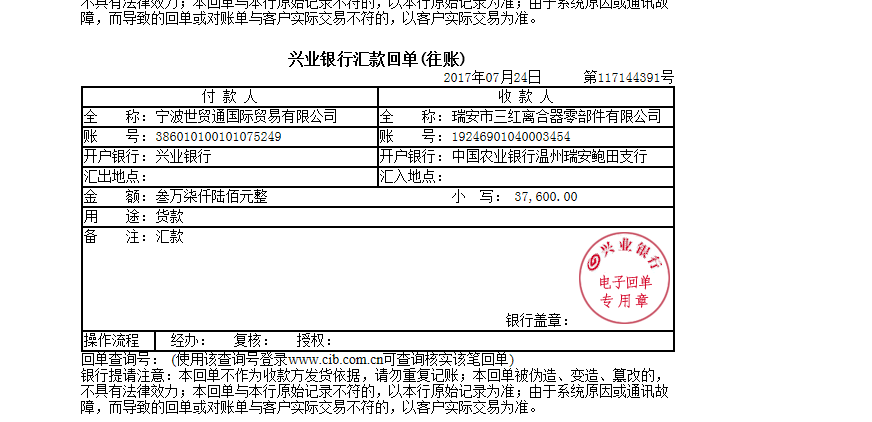 不具有法律效力；本回单与本行原始记录不符的，以本行原始记录为准；由于系统原因或通讯故
障，而导致的回单或对账单与客户实际交易不符的，以客户实际交易为准。
兴业银行汇款回单(往账)
2017年07月24日 第117144391号
付 款 人 收 款 人
全 称：宁波世贸通国际贸易有限公司 全 称：瑞安市三红离合器零部件有限公司
账 号：386010100101075249 账 号：19246901040003454
开户银行：兴业银行 开户银行：中国农业银行温州瑞安鲍田支行
汇出地点： 汇入地点：
金 额：叁万柒仟陆佰元整 小 写： 37,600.00
用 途：货款
备 注：汇款
兴业银行
电子回单
专用章
银行盖章：
操作流程 经办： 复核： 授权：
回单查询号： (使用该查询号登录www.cib.com.cn可查询核实该笔回单)
银行提请注意：本回单不作为收款方发货依据，请勿重复记账；本回单被伪造、变造、篡改的，
不具有法律效力；本回单与本行原始记录不符的，以本行原始记录为准；由于系统原因或通讯故
障，而导致的回单或对账单与客户实际交易不符的，以客户实际交易为准。